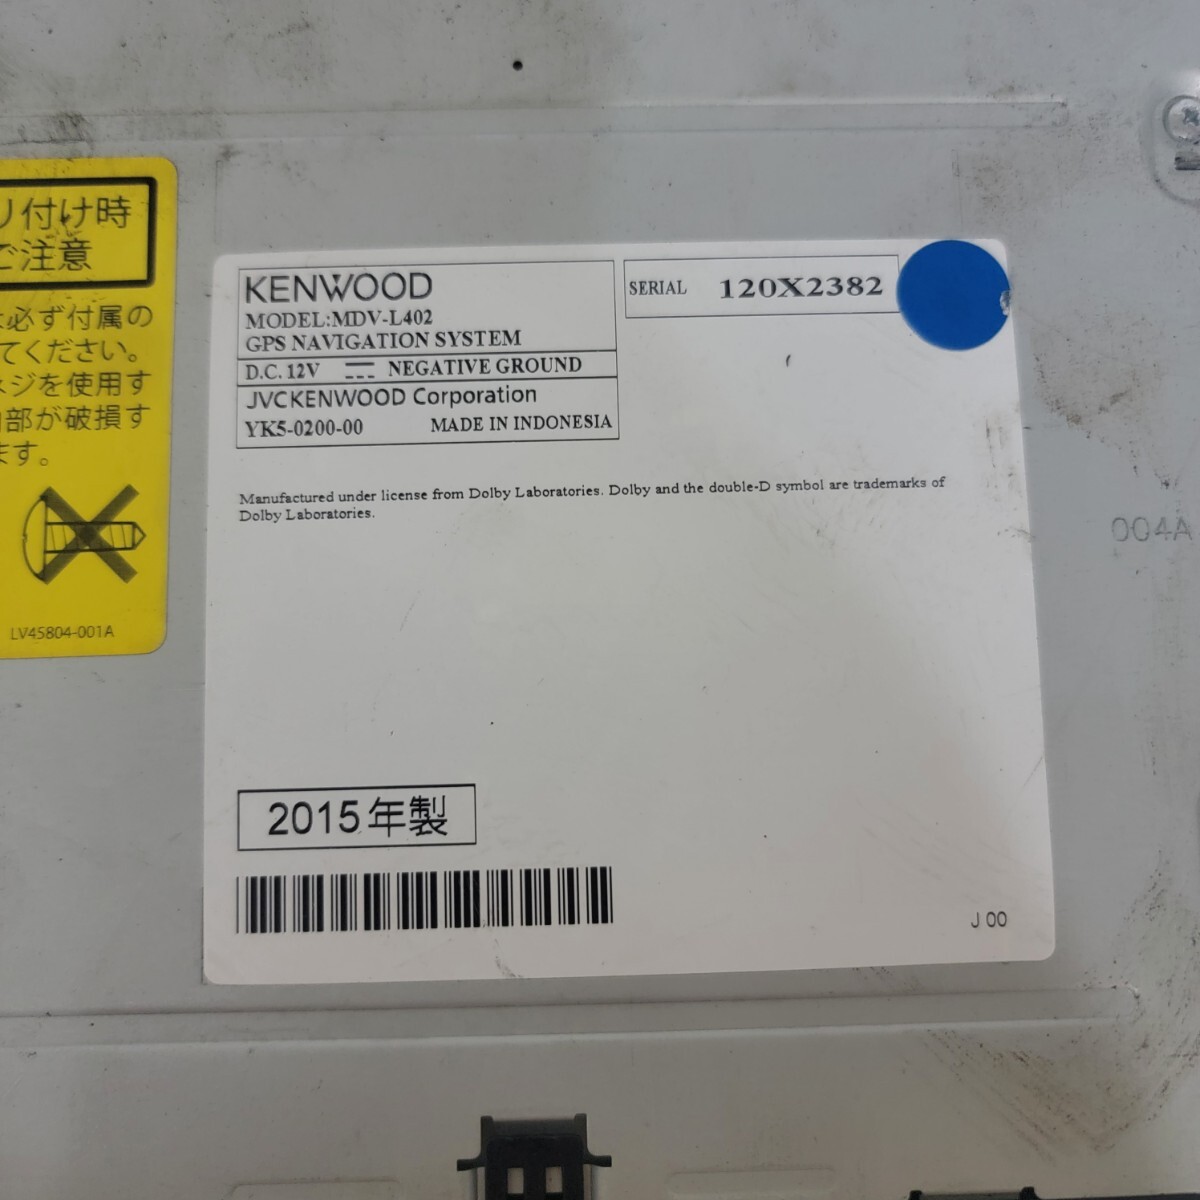 り付け時
ご注意
必ず付属の
てください。
ネジを使用す
部が破損す
ます。
LV45804-001A
KENWOOD
MODEL:MDV-L402
GPS NAVIGATION SYSTEM
D.C. 12V NEGATIVE GROUND
JVCKENWOOD Corporation
YK5-0200-00 MADE IN INDONESIA
SERIAL 120X2382
Manufactured under license from Dolby Laboratories. Dolby and the double-D symbol are trademarks of
Dolby Laboratories.
2015年製
J 00
004A